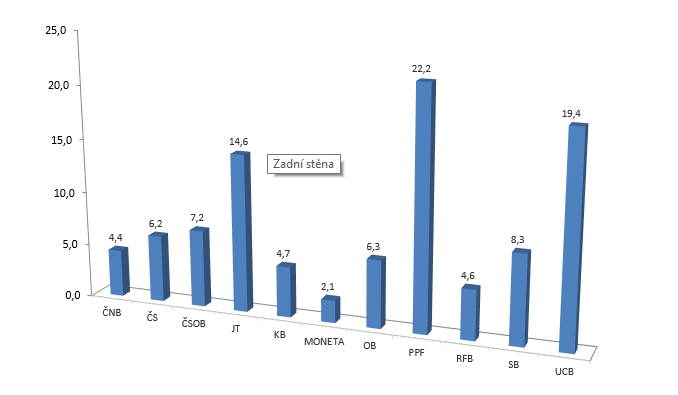 25,0
20,0
15,0
10,0
5,0
0,0
4,4
6,2
7,2
14,6
4,7
2,1
6,3
22,2
4,6
8,3
19,4
Zadní stěna
ČNB
ČS
ČSOB
JT
KB
MONETA
OB
PPF
RFB
SB
UCB